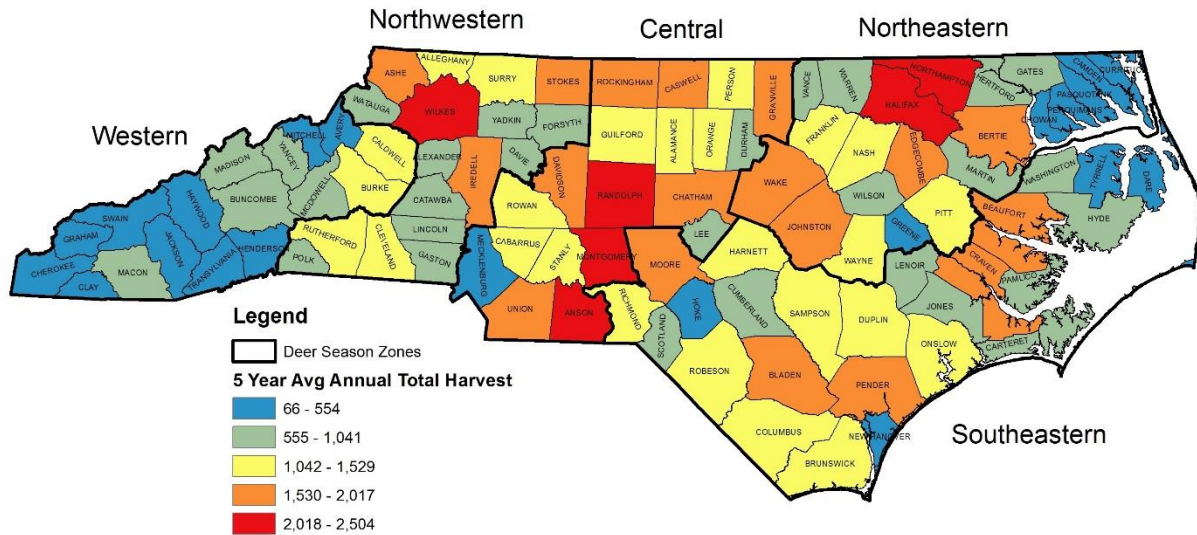 Northwestern
Central
Northeastern
Western
Southeastern
ALLEGHANY
ASHE
SURRY
STOKES
ROCKINGHAM
CASWELL
PERSON
GRANVILLE
VANCE
WARREN
NORTHAMPTON
HERTFORD
GATES
CAMDEN
CURRITUCK
PASQUOTANK
PERQUIMANS
CHOWAN
HALIFAX
BERTIE
WATAUGA
WILKES
YADKIN
FORSYTH
GUILFORD
ALAMANCE
ORANGE
DURHAM
FRANKLIN
NASH
EDGECOMBE
MARTIN
WASHINGTON
TYRRELL
DARE
MITCHELL
AVERY
CALDWELL
ALEXANDER
IREDELL
DAVIE
DAVIDSON
RANDOLPH
CHATHAM
WAKE
WILSON
PITT
BEAUFORT
HYDE
MADISON
YANCEY
BURKE
MCDOWELL
BUNCOMBE
CATAWBA
ROWAN
LEE
JOHNSTON
GREENE
WAYNE
LENOIR
CRAVEN
PAMLICO
SWAIN
HAYWOOD
GRAHAM
JACKSON
HENDERSON
TRANSYLVANIA
CHEROKEE
CLAY
MACON
POLK
RUTHERFORD
CLEVELAND
LINCOLN
GASTON
MECKLENBURG
CABARRUS
STANLY
MONTGOMERY
MOORE
HARNETT
UNION
ANSON
RICHMOND
SCOTLAND
HOKE
CUMBERLAND
SAMPSON
DUPLIN
JONES
CARTERET
ONSLOW
ROBESON
BLADEN
PENDER
COLUMBUS
NEW HANOVER
BRUNSWICK
Legend
Deer Season Zones
5 Year Avg Annual Total Harvest
66 - 554
555 - 1,041
1,042 - 1,529
1,530 - 2,017
2,018 - 2,504